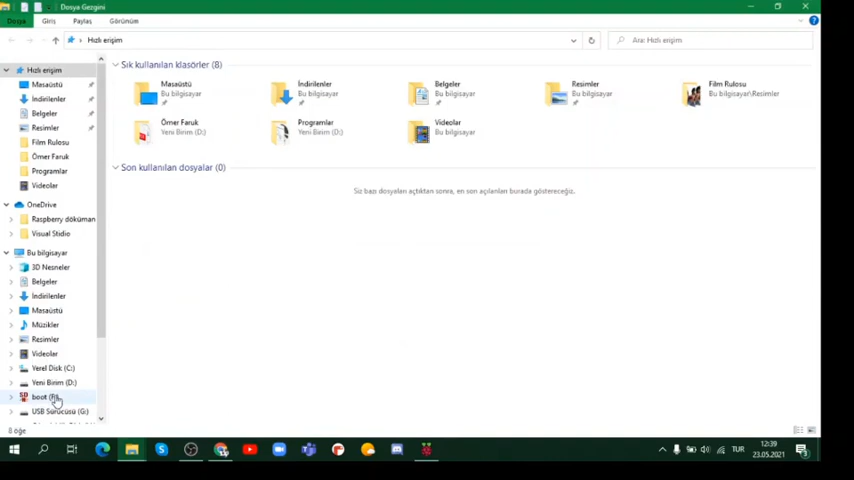 Dosya Gezgini
Dosya Giriş Paylaş Görünüm
Hızlı erişim
Ara: Hızlı erişim
Hızlı erişim
Masaüstü
İndirilenler
Belgeler
Resimler
Film Rulosu
Ömer Faruk
Programlar
Videolar
OneDrive
Raspberry döküman
Visual Stidio
Bu bilgisayar
3D Nesneler
Belgeler
İndirilenler
Masaüstü
Müzikler
Resimler
Videolar
Yerel Disk (C:)
Yeni Birim (D:)
boot
USB Sürücüsü (G:)
8 öğe
Sık kullanılan klasörler (8)
Masaüstü
Bu bilgisayar
İndirilenler
Bu bilgisayar
Belgeler
Bu bilgisayar
Resimler
Bu bilgisayar
Film Rulosu
Bu bilgisayar\Resimler
Ömer Faruk
Yeni Birim (D:)
Programlar
Yeni Birim (D:)
Videolar
Bu bilgisayar
Son kullanılan dosyalar (0)
Siz bazı dosyaları açtıktan sonra, en son açılanları burada göstereceğiz.
TUR
12:39
23.05.2021